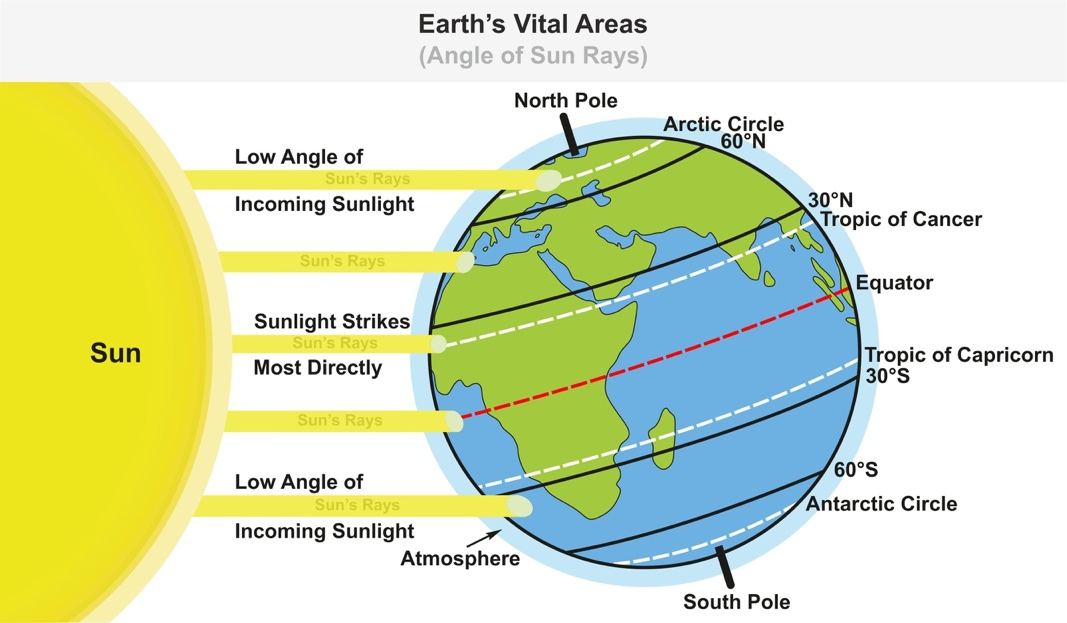 Earth's Vital Areas
(Angle of Sun Rays)
North Pole
Arctic Circle
60°N
Low Angle of
Sun's Rays
Incoming Sunlight
30°N
Tropic of Cancer
Sun's Rays
Equator
Sunlight Strikes
Sun's Rays
Most Directly
Sun
Tropic of Capricorn
30°S
Sun's Rays
60°S
Low Angle of
Sun's Rays
Incoming Sunlight
Antarctic Circle
Atmosphere
South Pole